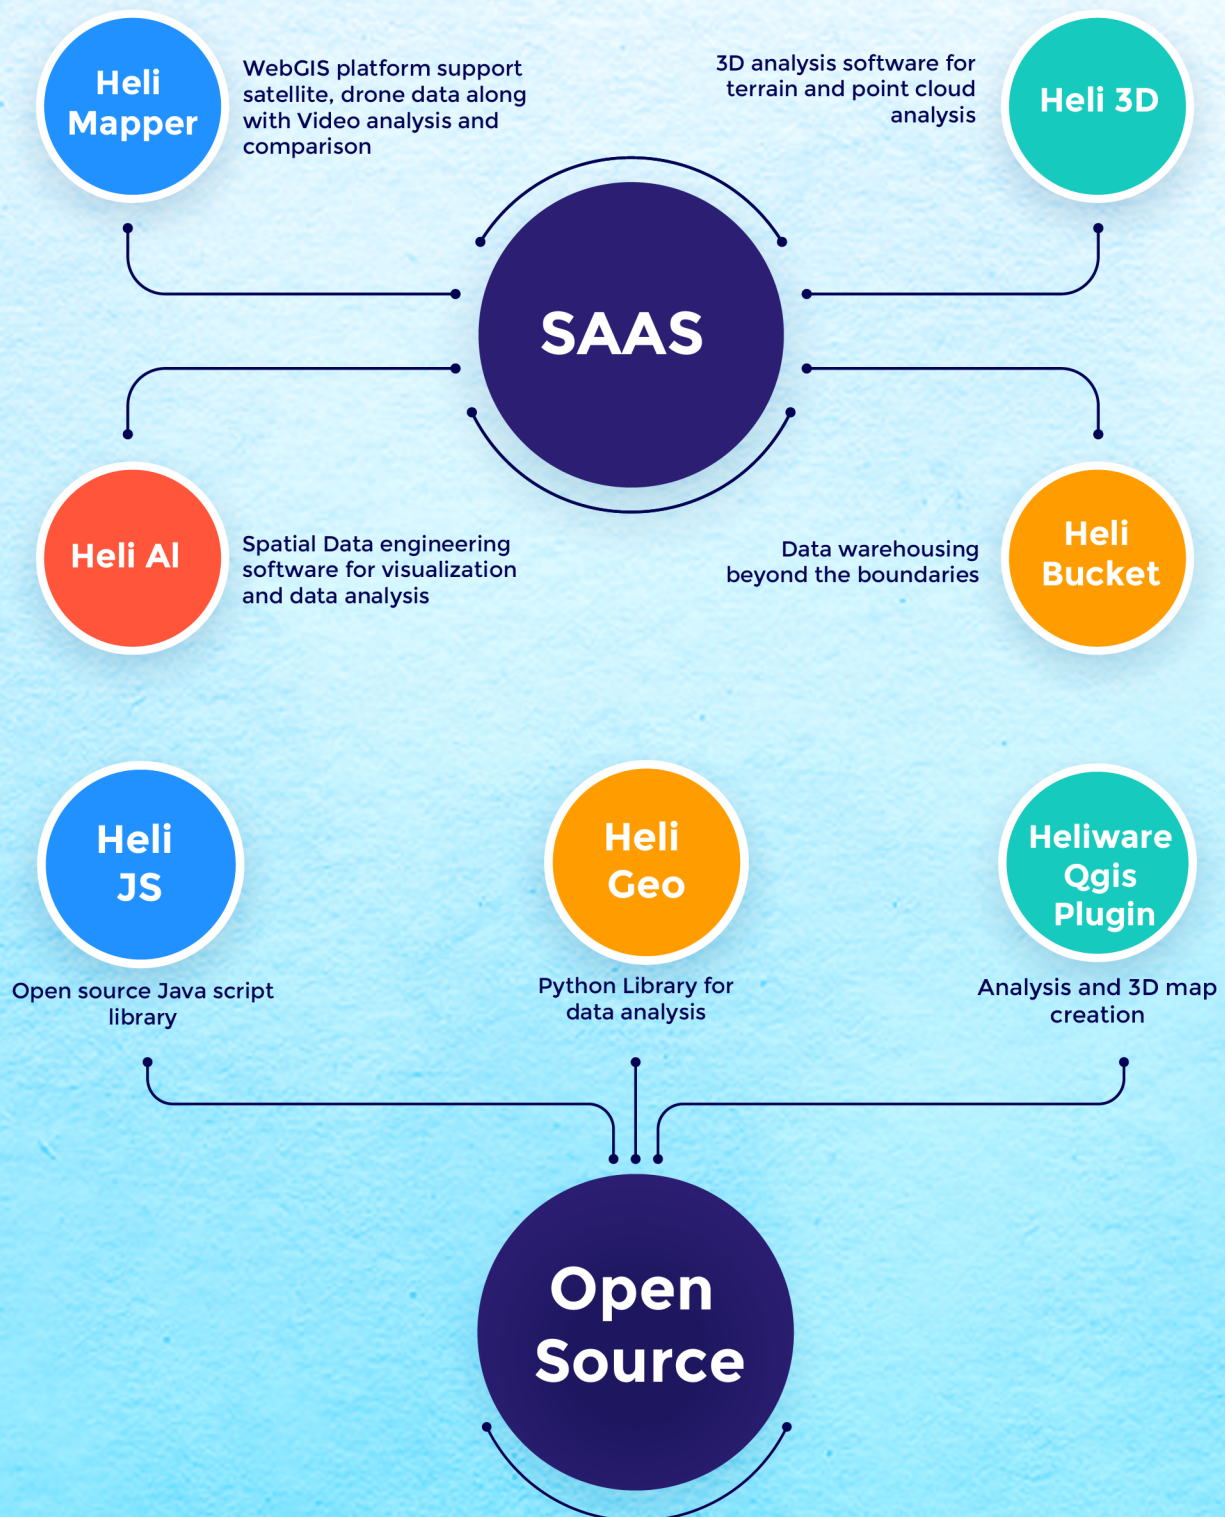 Heli
Mapper
WebGIS platform support
satellite, drone data along
with Video analysis and
comparison
3D analysis software for
terrain and point cloud
analysis
Heli 3D
SAAS
Heli AI
Spatial Data engineering
software for visualization
and data analysis
Data warehousing
beyond the boundaries
Heli
Bucket
Heli
JS
Open source Java script
library
Heli
Geo
Python Library for
data analysis
Heliware
Qgis
Plugin
Analysis and 3D map
creation
Open
Source